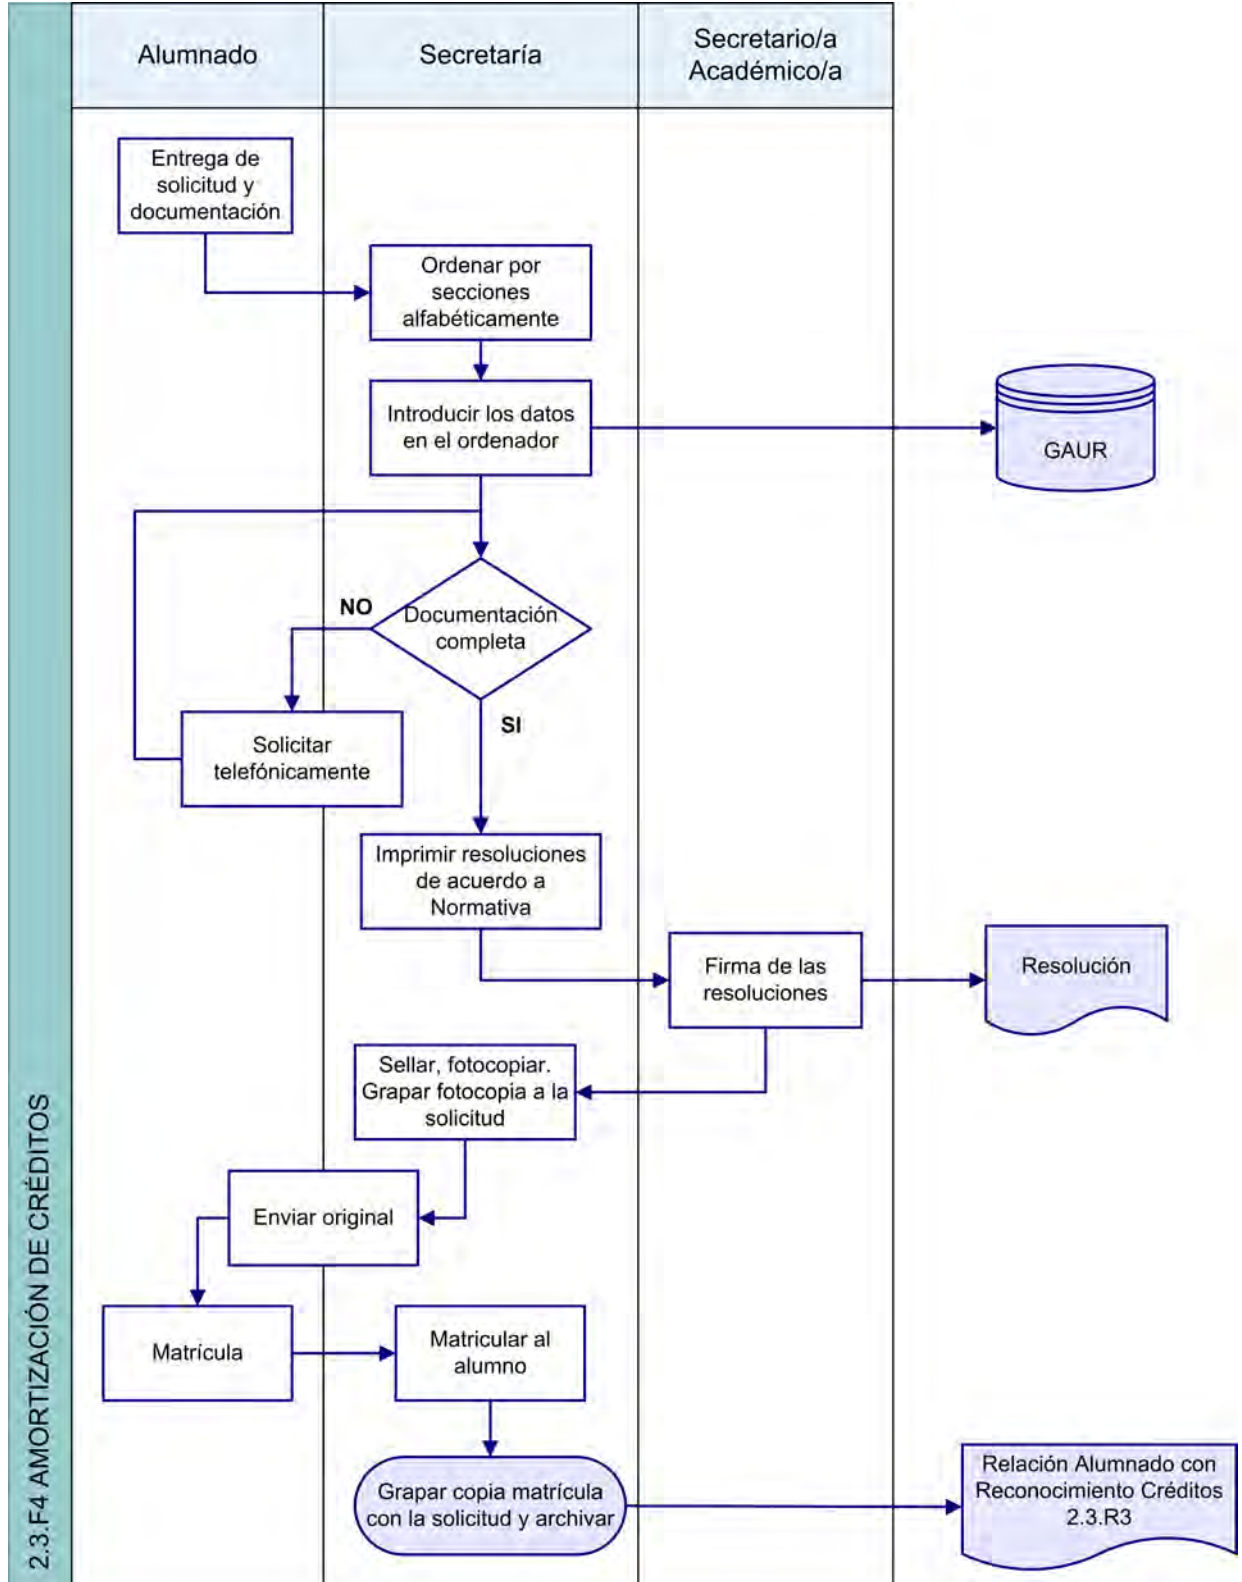 Alumnado
Secretaría
Secretario/a
Académico/a
Entrega de
solicitud y
documentación
Ordenar por
secciones
alfabéticamente
Introducir los datos
en el ordenador
GAUR
NO
Documentación
completa
SI
Solicitar
telefónicamente
Imprimir resoluciones
de acuerdo a
Normativa
Firma de las
resoluciones
Resolución
Sellar, fotocopiar.
Grapar fotocopia a la
solicitud
Enviar original
Matrícula
Matricular al
alumno
Grapar copia matrícula
con la solicitud y archivar
Relación Alumnado con
Reconocimiento Créditos
2.3.R3
2.3.F4 AMORTIZACIÓN DE CRÉDITOS